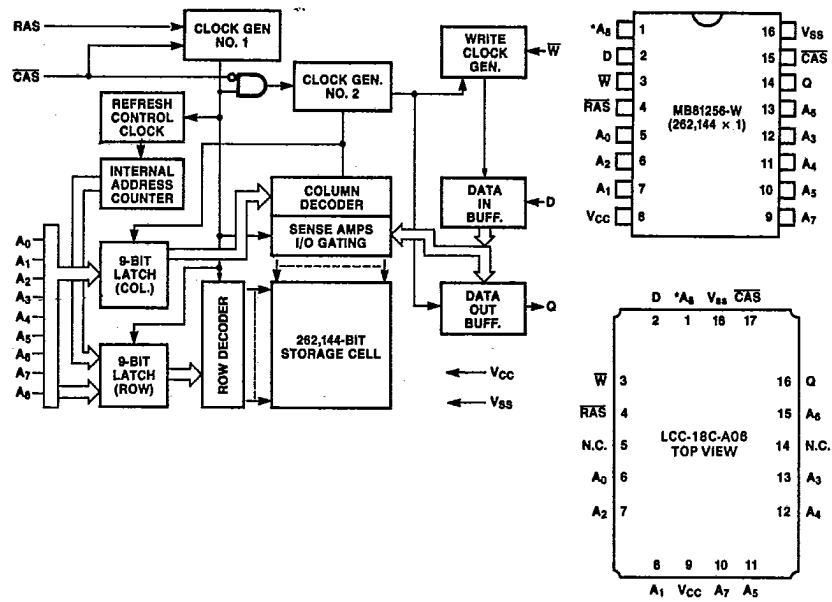 RAS
CAS
CLOCK GEN
NO. 1
CLOCK GEN.
NO. 2
WRITE
CLOCK
GEN.
W
REFRESH
CONTROL
CLOCK
INTERNAL
ADDRESS
COUNTER
COLUMN
DECODER
SENSE AMPS
I/O GATING
DATA
IN
BUFF.
D
A0
A1
A2
A3
A4
A5
A6
A7
A8
9-BIT
LATCH
(COL.)
9-BIT
LATCH
(ROW)
ROW DECODER
262,144-BIT
STORAGE CELL
DATA
OUT
BUFF.
Q
VCC
VSS
*A8 1 16 VSS
D 2 15 CAS
W 3 14 Q
RAS 4 13 A6
A0 5 12 A3
A2 6 11 A4
A1 7 10 A5
VCC 8 9 A7
MB81256-W
(262,144 × 1)
D *A8 VSS CAS
2 1 18 17
W 3 16 Q
RAS 4 15 A6
N.C. 5 14 N.C.
A0 6 13 A3
A2 7 12 A4
LCC-18C-A08
TOP VIEW
8 9 10 11
A1 VCC A7 A5